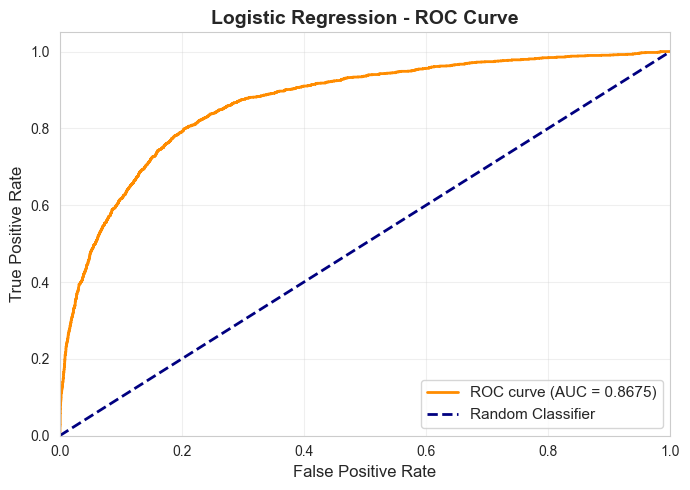 Logistic Regression - ROC Curve
True Positive Rate
1.0
0.8
0.6
0.4
0.2
0.0
0.0 0.2 0.4 0.6 0.8 1.0
False Positive Rate
ROC curve (AUC = 0.8675)
Random Classifier